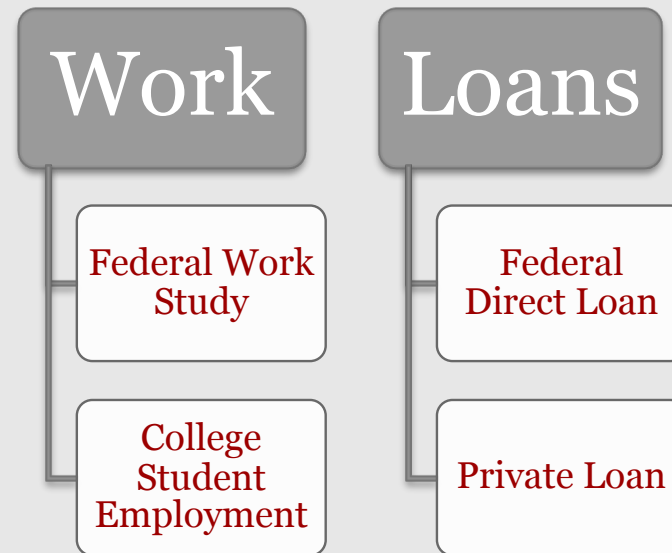 Work
Federal Work
Study
College
Student
Employment
Loans
Federal
Direct Loan
Private Loan